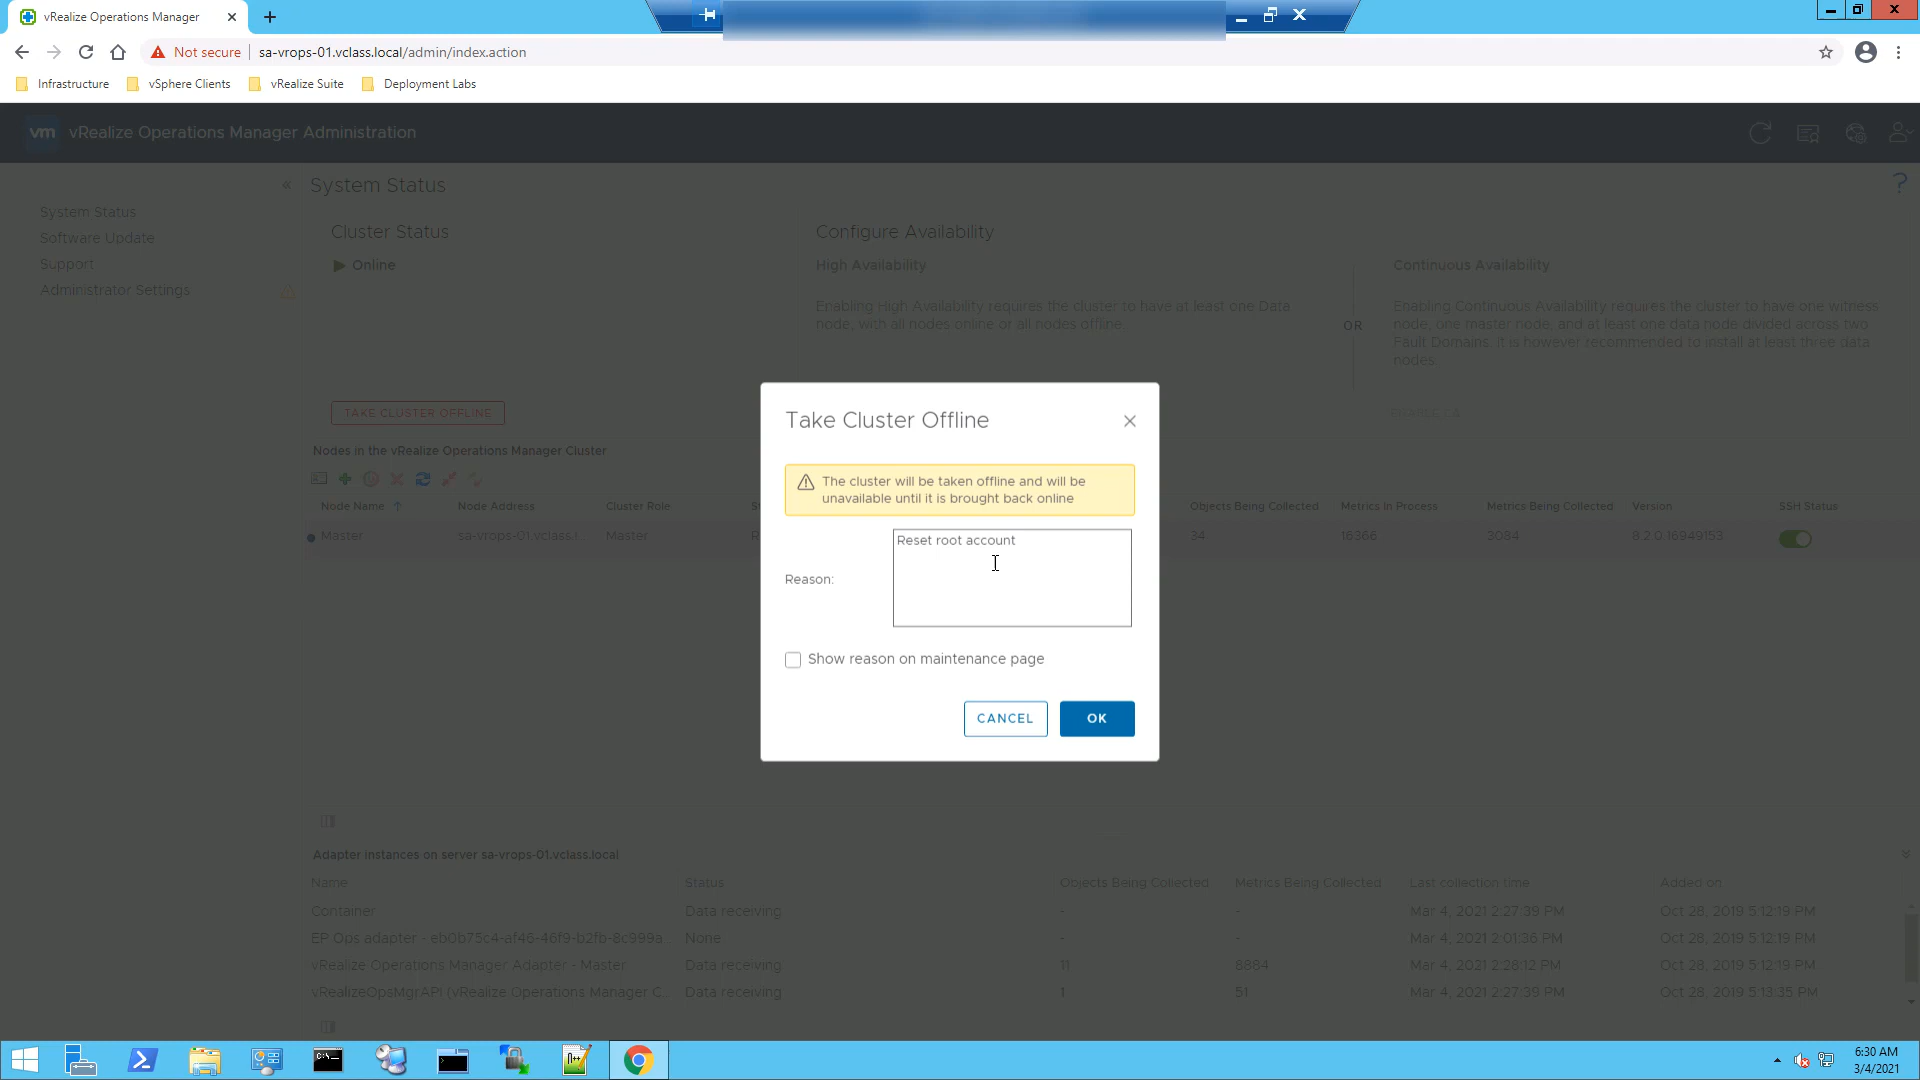 vRealize Operations Manager
Not secure
sa-vrops-01.vclass.local/admin/index.action
Infrastructure
vSphere Clients
vRealize Suite
Deployment Labs
vm vRealize Operations Manager Administration
System Status
Software Update
Support
Administrator Settings
«
System Status
?
Cluster Status
Online
Configure Availability
High Availability
Enabling High Availability requires the cluster to have at least one Data
node, with all nodes online or all nodes offline.
OR
Continuous Availability
Enabling Continuous Availability requires the cluster to have one witness
node, one master node, and at least one data node divided across two
Fault Domains. It is however recommended to install at least three data
nodes.
TAKE CLUSTER OFFLINE
ENABLE CA
Nodes in the vRealize Operations Manager Cluster
Node Name Node Address Cluster Role Objects Being Collected Metrics In Process Metrics Being Collected Version SSH Status
Master sa-vrops-01.vclass.l Master 34 16366 3084 8.2.0.16949153
Take Cluster Offline
The cluster will be taken offline and will be
unavailable until it is brought back online
Reason:
Reset root account
Show reason on maintenance page
CANCEL
OK
Adapter instances on server sa-vrops-01.vclass.local
Name Status Objects Being Collected Metrics Being Collected Last collection time Added on
Container Data receiving - - Mar 4, 2021 2:27:39 PM Oct 28, 2019 5:12:19 PM
EP Ops adapter - eb0b75c4-af46-46f9-b2fb-8c999a... None - - Mar 4, 2021 2:01:36 PM Oct 28, 2019 5:12:19 PM
vRealize Operations Manager Adapter - Master Data receiving 11 8884 Mar 4, 2021 2:28:12 PM Oct 28, 2019 5:12:19 PM
vRealizeOpsMgrAPI (vRealize Operations Manager C... Data receiving 1 51 Mar 4, 2021 2:27:39 PM Oct 28, 2019 5:13:35 PM
6:30 AM
3/4/2021